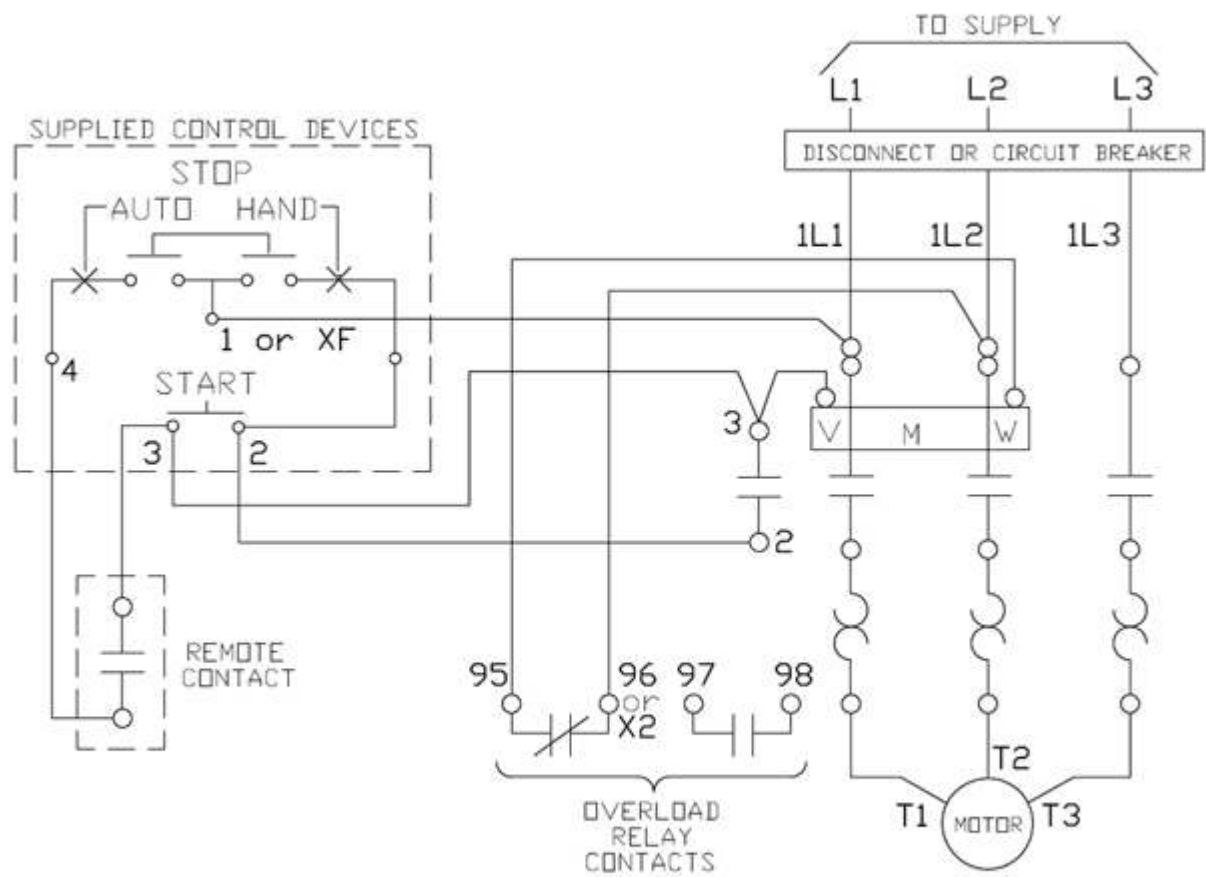 TO SUPPLY
L1 L2 L3
DISCONNECT OR CIRCUIT BREAKER
SUPPLIED CONTROL DEVICES
STOP
AUTO HAND
1L1 1L2 1L3
1 or XF
4
START
3 2
3
V M W
2
REMOTE
CONTACT
95 96 97 98
or
X2
OVERLOAD
RELAY
CONTACTS
T2
T1 MOTOR T3